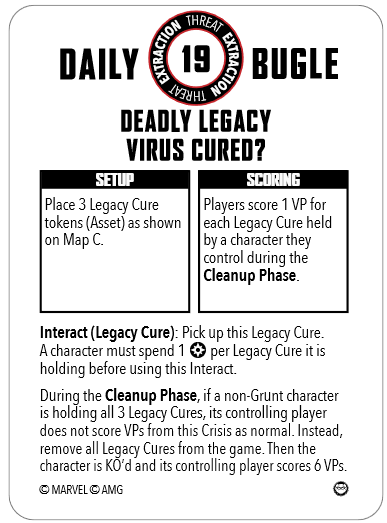 DAILY
THREAT
EXTRACTION
19
EXTRACTION
THREAT
BUGLE
DEADLY LEGACY
VIRUS CURED?
SETUP
Place 3 Legacy Cure
tokens (Asset) as shown
on Map C.
SCORING
Players score 1 VP for
each Legacy Cure held
by a character they
control during the
Cleanup Phase.
Interact (Legacy Cure): Pick up this Legacy Cure.
A character must spend 1 per Legacy Cure it is
holding before using this Interact.
During the Cleanup Phase, if a non-Grunt character
is holding all 3 Legacy Cures, its controlling player
does not score VPs from this Crisis as normal. Instead,
remove all Legacy Cures from the game. Then the
character is KO’d and its controlling player scores 6 VPs.
© MARVEL © AMG